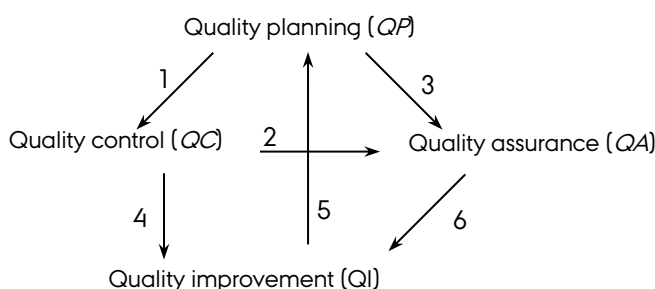 Quality planning (QP)
1
3
Quality control (QC)
2
Quality assurance (QA)
4
5
6
Quality improvement (QI)